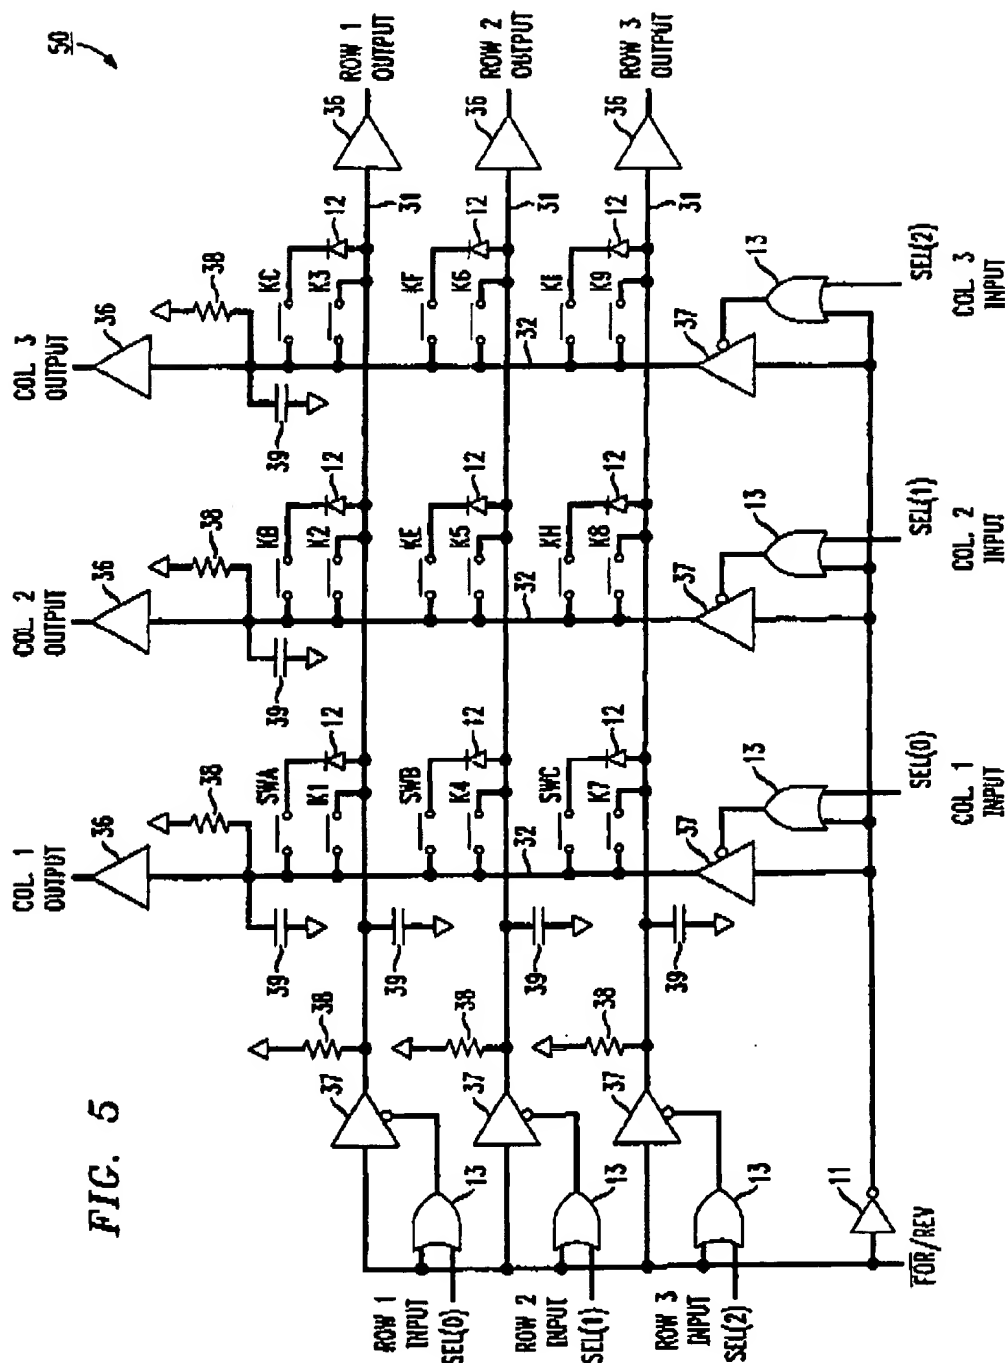 50
COL. 1 OUTPUT
COL. 2 OUTPUT
COL. 3 OUTPUT
36
36
36
38
38
38
39
39
39
SWA
K1
12
KB
K2
12
KC
K3
12
36
ROW 1 OUTPUT
31
SWB
K4
12
KE
K5
12
KF
K6
12
36
ROW 2 OUTPUT
31
SWC
K7
12
KH
K8
12
KI
K9
12
36
ROW 3 OUTPUT
31
32
32
32
39
39
39
38
38
38
37
37
37
37
37
37
13
13
13
13
13
13
FIG. 5
ROW 1 INPUT
SEL(0)
ROW 2 INPUT
SEL(1)
ROW 3 INPUT
SEL(2)
11
FOR/REV
SEL(0)
COL. 1 INPUT
SEL(1)
COL. 2 INPUT
SEL(2)
COL. 3 INPUT